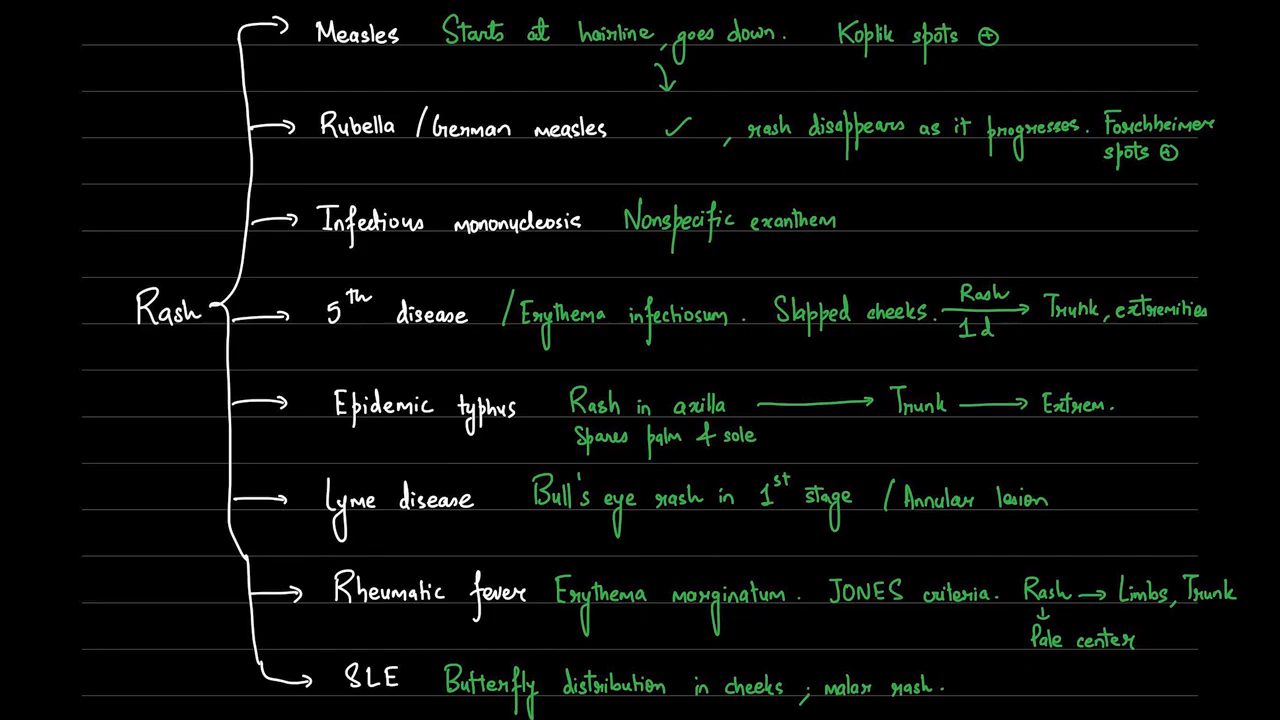 Measles Starts at hairline, goes down. Koplik spots ⊕
Rubella / German measles ✓, rash disappears as it progresses. Forchheimer
spots ⊕
Infectious mononucleosis Nonspecific exanthem
Rash
5th disease / Erythema infectiosum. Slapped cheeks. Rash 1d → Trunk, extremities
Epidemic typhus Rash in axilla → Trunk → Extrem.
Spares palm & sole
Lyme disease Bull's eye rash in 1st stage / Annular lesion
Rheumatic fever Erythema marginatum. JONES criteria. Rash → Limbs, Trunk
↓
Pale center
SLE Butterfly distribution in cheeks; malar rash.